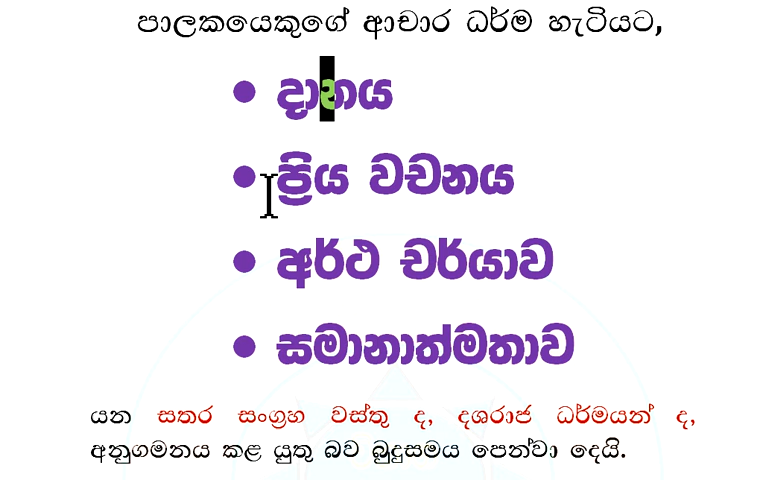 පාලකයෙකුගේ ආචාර ධර්ම හැටියට,
• දානය
• ප්‍රිය වචනය
• අර්ථ චර්යාව
• සමානාත්මතාව
යන සතර සංග්‍රහ වස්තු ද, දශරාජ ධර්මයන් ද,
අනුගමනය කළ යුතු බව බුදුසමය පෙන්වා දෙයි.